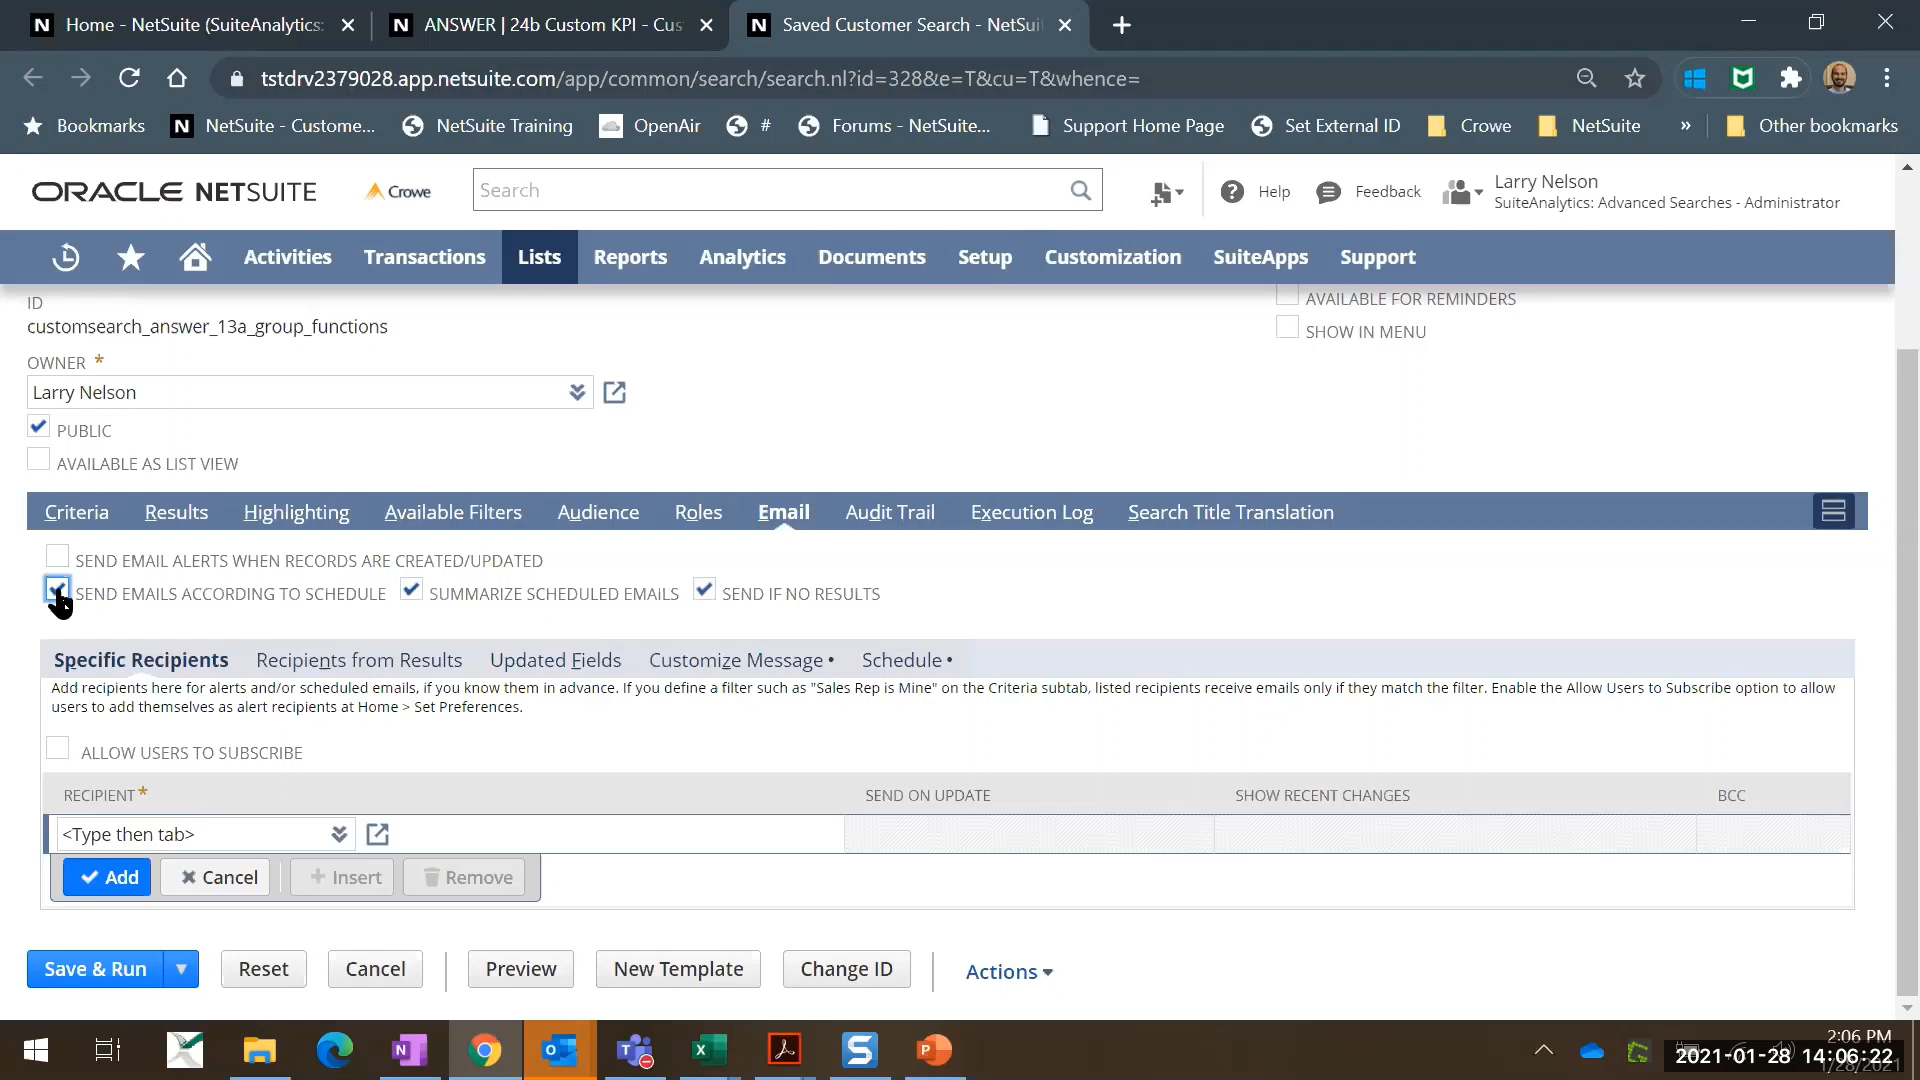 Home - NetSuite (SuiteAnalytics:
ANSWER | 24b Custom KPI - Cus
Saved Customer Search - NetSui
tstdrv2379028.app.netsuite.com/app/common/search/search.nl?id=328&e=T&cu=T&whence=
Bookmarks
NetSuite - Custome...
NetSuite Training
OpenAir
#
Forums - NetSuite...
Support Home Page
Set External ID
Crowe
NetSuite
»
Other bookmarks
ORACLE NETSUITE
Crowe
Search
Help
Feedback
Larry Nelson
SuiteAnalytics: Advanced Searches - Administrator
Activities
Transactions
Lists
Reports
Analytics
Documents
Setup
Customization
SuiteApps
Support
ID
customsearch_answer_13a_group_functions
AVAILABLE FOR REMINDERS
SHOW IN MENU
OWNER *
Larry Nelson
PUBLIC
AVAILABLE AS LIST VIEW
Criteria
Results
Highlighting
Available Filters
Audience
Roles
Email
Audit Trail
Execution Log
Search Title Translation
SEND EMAIL ALERTS WHEN RECORDS ARE CREATED/UPDATED
SEND EMAILS ACCORDING TO SCHEDULE
SUMMARIZE SCHEDULED EMAILS
SEND IF NO RESULTS
Specific Recipients
Recipients from Results
Updated Fields
Customize Message •
Schedule •
Add recipients here for alerts and/or scheduled emails, if you know them in advance. If you define a filter such as "Sales Rep is Mine" on the Criteria subtab, listed recipients receive emails only if they match the filter. Enable the Allow Users to Subscribe option to allow
users to add themselves as alert recipients at Home > Set Preferences.
ALLOW USERS TO SUBSCRIBE
RECIPIENT *
SEND ON UPDATE
SHOW RECENT CHANGES
BCC
<Type then tab>
Add
Cancel
Insert
Remove
Save & Run
Reset
Cancel
Preview
New Template
Change ID
Actions
2:06 PM
2021-01-28 14:06:22
1/28/2021